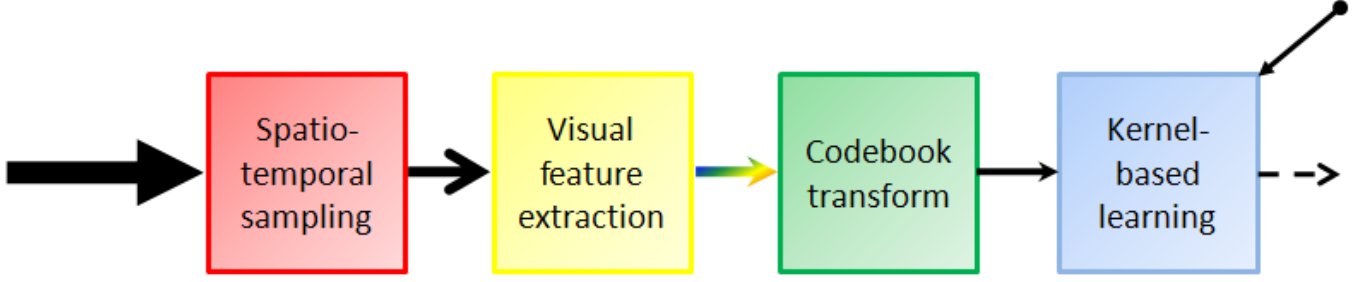 Spatio-
temporal
sampling
Visual
feature
extraction
Codebook
transform
Kernel-
based
learning